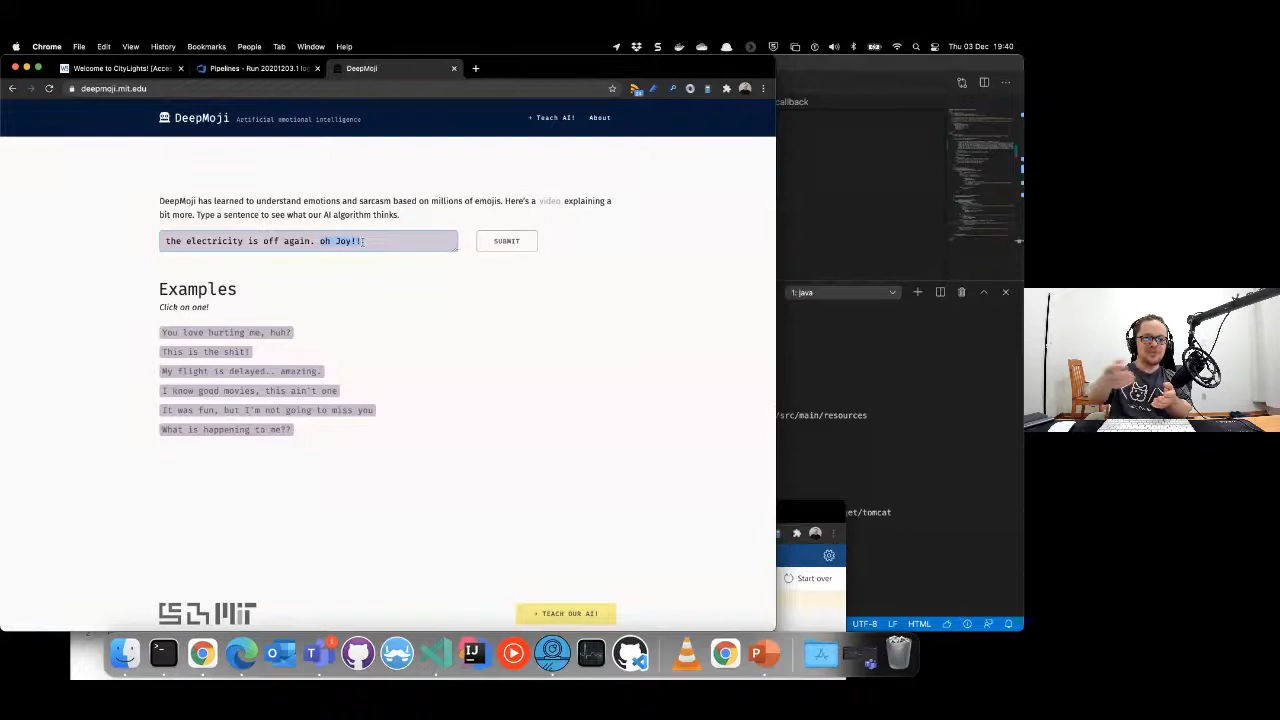 Chrome File Edit View History Bookmarks People Tab Window Help Thu 03 Dec 19:40
Welcome to CityLights! [Acces
Pipelines - Run 20201203.1 log
DeepMoji
deepmoji.mit.edu
callback
DeepMoji Artificial emotional intelligence + Teach AI! About
DeepMoji has learned to understand emotions and sarcasm based on millions of emojis. Here's a video explaining a
bit more. Type a sentence to see what our AI algorithm thinks.
the electricity is off again. oh Joy!!
SUBMIT
Examples
Click on one!
You love hurting me, huh?
This is the shit!
My flight is delayed.. amazing.
I know good movies, this ain't one
It was fun, but I'm not going to miss you
What is happening to me??
1: java
/src/main/resources
get/tomcat
Start over
MIT
+ TEACH OUR AI!
UTF-8 LF HTML